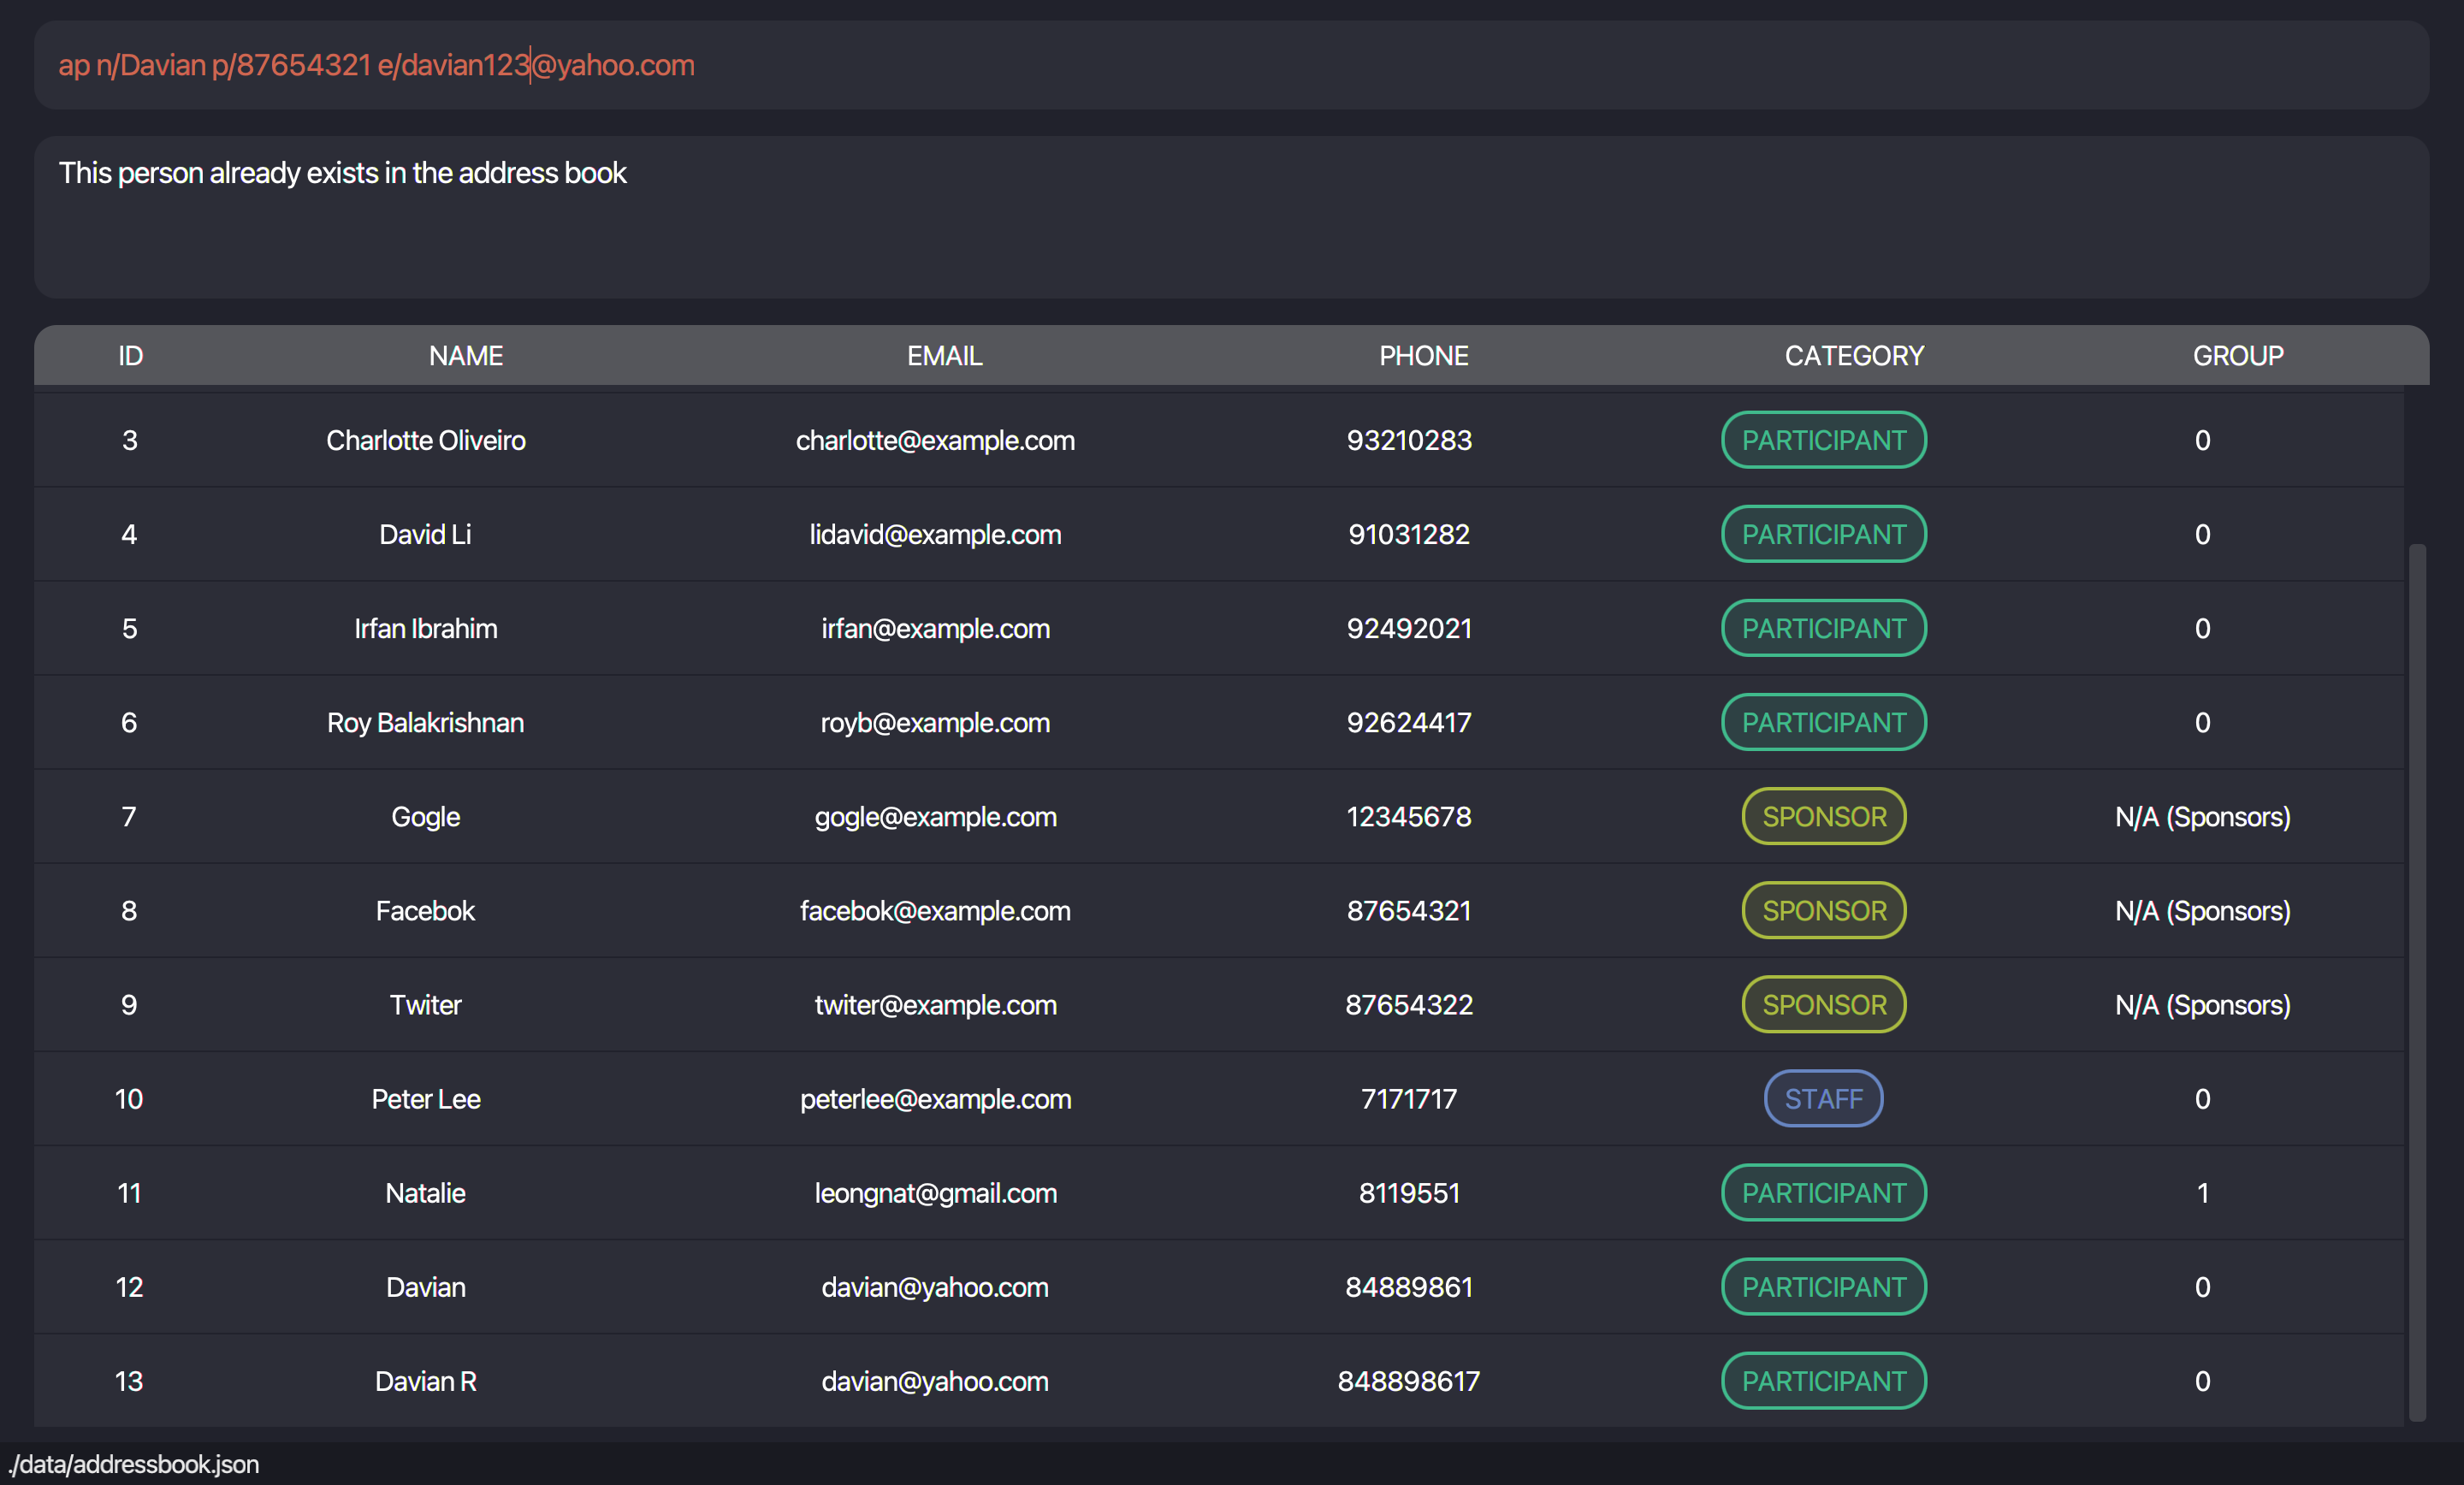 ap n/Davian p/87654321 e/davian123@yahoo.com
This person already exists in the address book
ID NAME EMAIL PHONE CATEGORY GROUP
3 Charlotte Oliveiro charlotte@example.com 93210283 PARTICIPANT 0
4 David Li lidavid@example.com 91031282 PARTICIPANT 0
5 Irfan Ibrahim irfan@example.com 92492021 PARTICIPANT 0
6 Roy Balakrishnan royb@example.com 92624417 PARTICIPANT 0
7 Gogle gogle@example.com 12345678 SPONSOR N/A (Sponsors)
8 Facebok facebok@example.com 87654321 SPONSOR N/A (Sponsors)
9 Twiter twiter@example.com 87654322 SPONSOR N/A (Sponsors)
10 Peter Lee peterlee@example.com 7171717 STAFF 0
11 Natalie leongnat@gmail.com 8119551 PARTICIPANT 1
12 Davian davian@yahoo.com 84889861 PARTICIPANT 0
13 Davian R davian@yahoo.com 848898617 PARTICIPANT 0
./data/addressbook.json